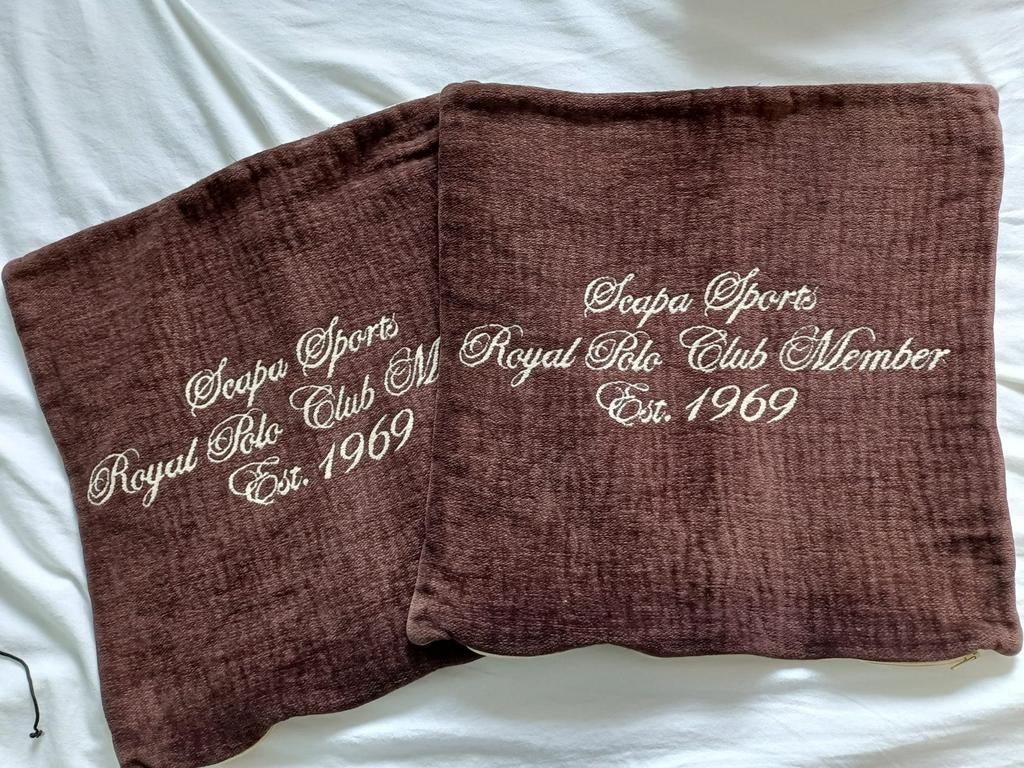 Scapa Sports
Royal Polo Club M
Est. 1969
Scapa Sports
Royal Polo Club Member
Est. 1969